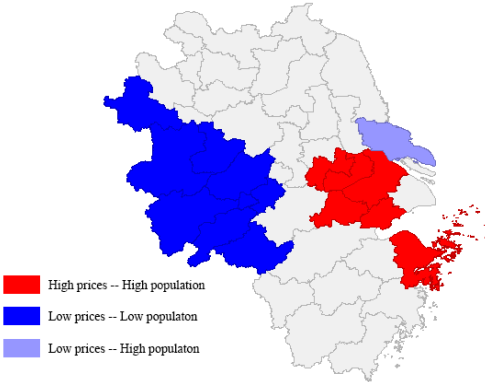 High prices -- High population
Low prices -- Low populaton
Low prices -- High populaton